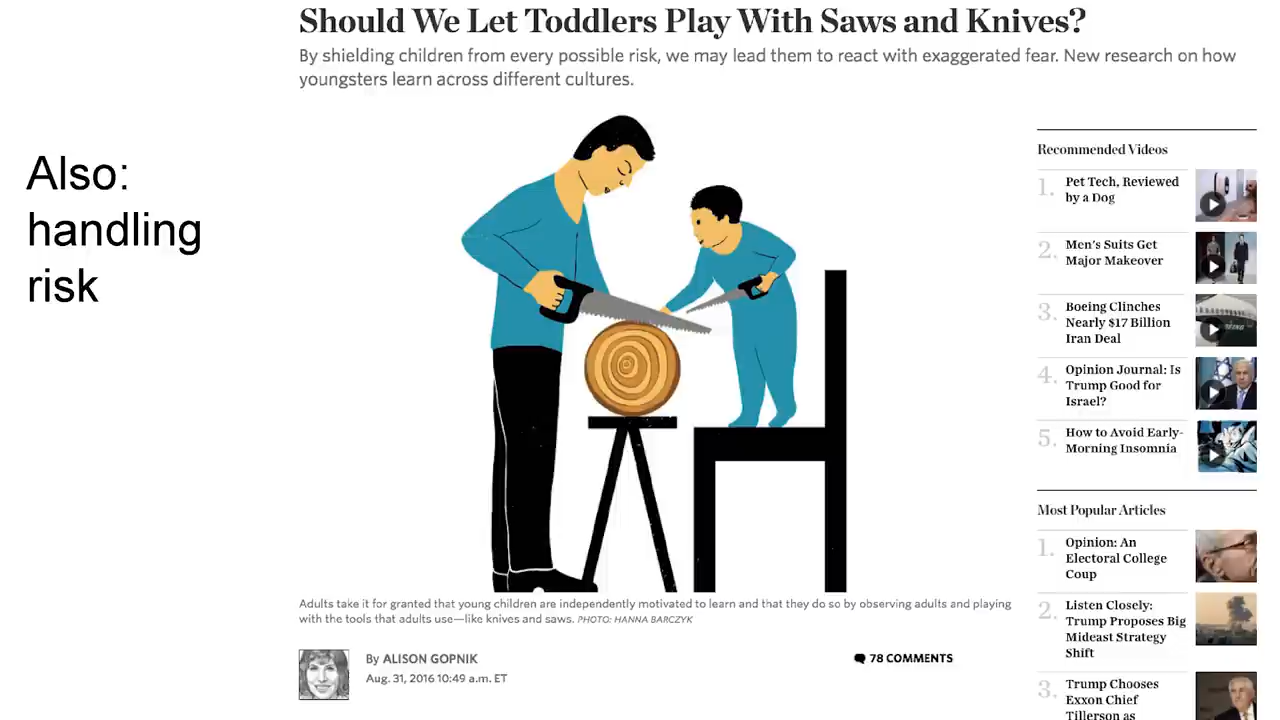 Should We Let Toddlers Play With Saws and Knives?
By shielding children from every possible risk, we may lead them to react with exaggerated fear. New research on how
youngsters learn across different cultures.
Also:
handling
risk
Adults take it for granted that young children are independently motivated to learn and that they do so by observing adults and playing
with the tools that adults use—like knives and saws. PHOTO: HANNA BARCZYK
By ALISON GOPNIK
Aug. 31, 2016 10:49 a.m. ET
78 COMMENTS
Recommended Videos
1. Pet Tech, Reviewed
by a Dog
2. Men's Suits Get
Major Makeover
3. Boeing Clinches
Nearly $17 Billion
Iran Deal
4. Opinion Journal: Is
Trump Good for
Israel?
5. How to Avoid Early-
Morning Insomnia
Most Popular Articles
1. Opinion: An
Electoral College
Coup
2. Listen Closely:
Trump Proposes Big
Mideast Strategy
Shift
3. Trump Chooses
Exxon Chief
Tillerson as